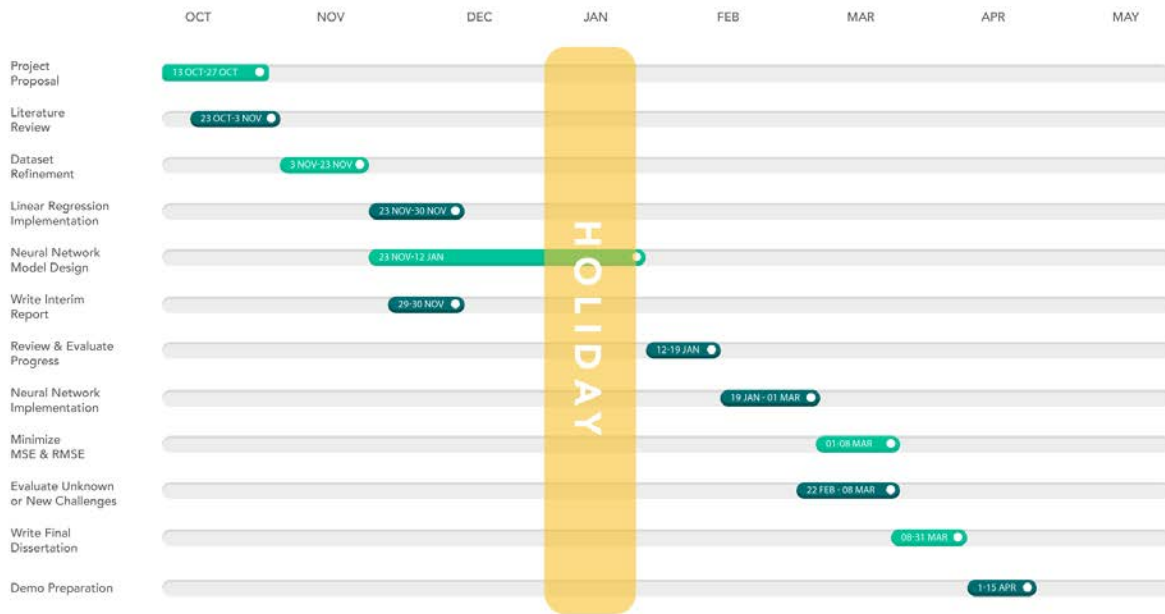 OCT NOV DEC JAN FEB MAR APR MAY
Project
Proposal
13 OCT-27 OCT
Literature
Review
23 OCT-3 NOV
Dataset
Refinement
3 NOV-23 NOV
Linear Regression
Implementation
23 NOV-30 NOV
Neural Network
Model Design
23 NOV-12 JAN
Write Interim
Report
29-30 NOV
Review & Evaluate
Progress
12-19 JAN
Neural Network
Implementation
19 JAN - 01 MAR
Minimize
MSE & RMSE
01-08 MAR
Evaluate Unknown
or New Challenges
22 FEB - 08 MAR
Write Final
Dissertation
08-31 MAR
Demo Preparation
1-15 APR
HOLIDAY